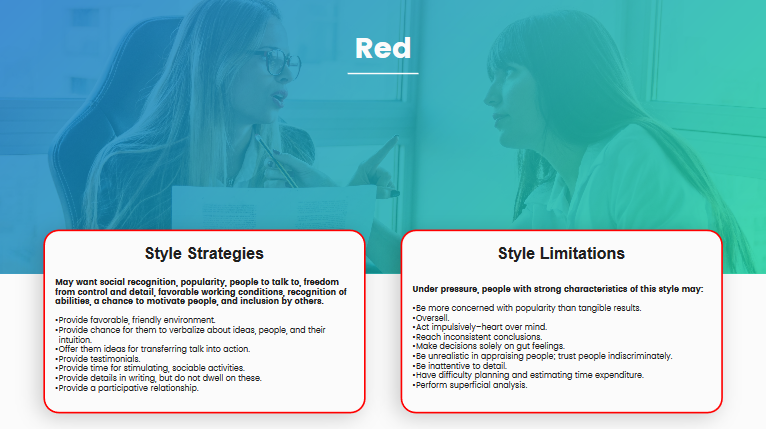 Red
Style Strategies
May want social recognition, popularity, people to talk to, freedom
from control and detail, favorable working conditions, recognition of
abilities, a chance to motivate people, and inclusion by others.
•Provide favorable, friendly environment.
•Provide chance for them to verbalize about ideas, people, and their
intuition.
•Offer them ideas for transferring talk into action.
•Provide testimonials.
•Provide time for stimulating, sociable activities.
•Provide details in writing, but do not dwell on these.
•Provide a participative relationship.
Style Limitations
Under pressure, people with strong characteristics of this style may:
•Be more concerned with popularity than tangible results.
•Oversell.
•Act impulsively–heart over mind.
•Reach inconsistent conclusions.
•Make decisions solely on gut feelings.
•Be unrealistic in appraising people; trust people indiscriminately.
•Be inattentive to detail.
•Have difficulty planning and estimating time expenditure.
•Perform superficial analysis.